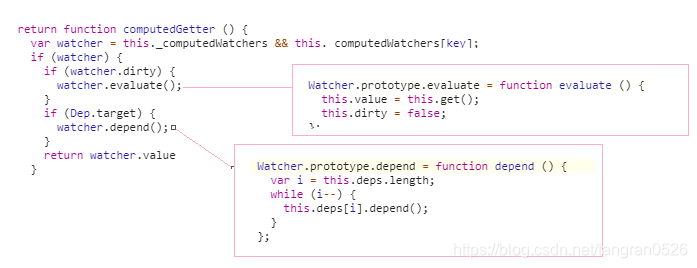 return function computedGetter () {
var watcher = this._computedWatchers && this._computedWatchers[key];
if (watcher) {
if (watcher.dirty) {
watcher.evaluate();
}
if (Dep.target) {
watcher.depend();
}
return watcher.value
}
Watcher.prototype.evaluate = function evaluate () {
this.value = this.get();
this.dirty = false;
};
Watcher.prototype.depend = function depend () {
var i = this.deps.length;
while (i--) {
this.deps[i].depend();
}
};
https://blog.csdn.net/tangran0526